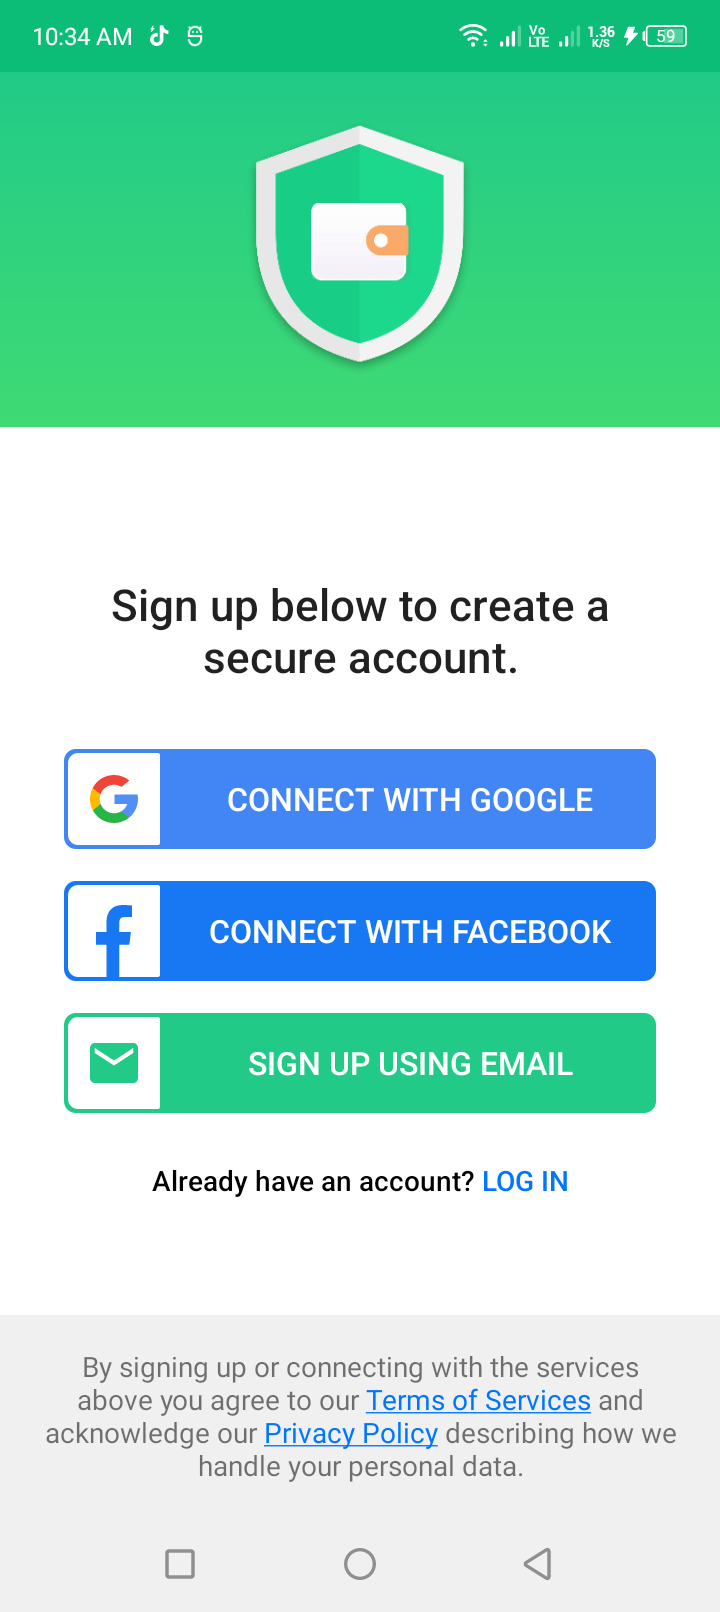 10:34 AM
Vo
LTE
1.36
K/S
59
Sign up below to create a
secure account.
CONNECT WITH GOOGLE
CONNECT WITH FACEBOOK
SIGN UP USING EMAIL
Already have an account? LOG IN
By signing up or connecting with the services
above you agree to our Terms of Services and
acknowledge our Privacy Policy describing how we
handle your personal data.